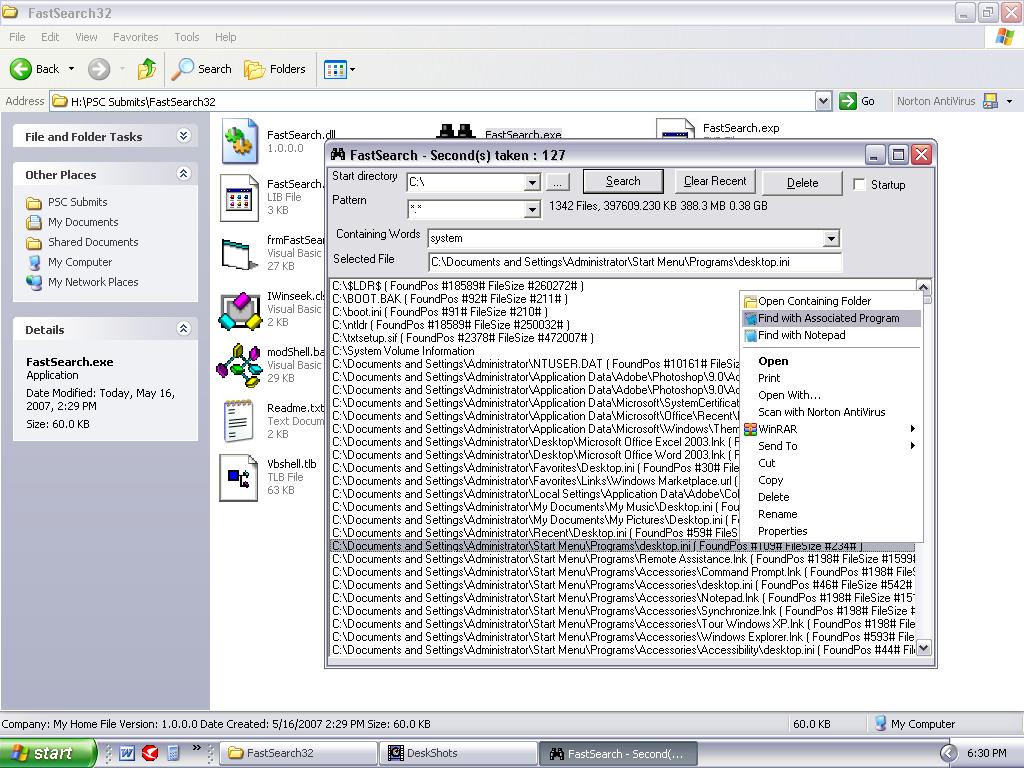 FastSearch32
File Edit View Favorites Tools Help
Back Search Folders
Address H:\PSC Submits\FastSearch32 Go Norton AntiVirus
File and Folder Tasks
Other Places
PSC Submits
My Documents
Shared Documents
My Computer
My Network Places
Details
FastSearch.exe
Application
Date Modified: Today, May 16,
2007, 2:29 PM
Size: 60.0 KB
FastSearch.dll
1.0.0.0
FastSearch.exe
FastSearch.exp
FastSearch.
LIB File
3 KB
frmFastSear
Visual Basic
27 KB
IWinseek.cls
Visual Basic
2 KB
modShell.ba
Visual Basic
29 KB
Readme.txt
Text Docum
2 KB
Vbshell.tlb
TLB File
63 KB
FastSearch - Second(s) taken : 127
Start directory C:\ ... Search Clear Recent Delete Startup
Pattern *.* 1342 Files, 397609.230 KB 388.3 MB 0.38 GB
Containing Words system
Selected File C:\Documents and Settings\Administrator\Start Menu\Programs\desktop.ini
C:\$LDR$ ( FoundPos #18589# FileSize #260272# )
C:\BOOT.BAK ( FoundPos #92# FileSize #211# )
C:\boot.ini ( FoundPos #91# FileSize #210# )
C:\ntldr ( FoundPos #18589# FileSize #250032# )
C:\txtsetup.sif ( FoundPos #2378# FileSize #472007# )
C:\System Volume Information
C:\Documents and Settings\Administrator\NTUSER.DAT ( FoundPos #10161# FileSiz
C:\Documents and Settings\Administrator\Application Data\Adobe\Photoshop\9.0\Ac
C:\Documents and Settings\Administrator\Application Data\Adobe\Photoshop\9.0\Ac
C:\Documents and Settings\Administrator\Application Data\Microsoft\SystemCertificat
C:\Documents and Settings\Administrator\Application Data\Microsoft\Office\Recent\
C:\Documents and Settings\Administrator\Application Data\Microsoft\Windows\Them
C:\Documents and Settings\Administrator\Desktop\Microsoft Office Excel 2003.lnk (
C:\Documents and Settings\Administrator\Desktop\Microsoft Office Word 2003.lnk (
C:\Documents and Settings\Administrator\Favorites\Desktop.ini ( FoundPos #30# File
C:\Documents and Settings\Administrator\Favorites\Links\Windows Marketplace.url (
C:\Documents and Settings\Administrator\Local Settings\Application Data\Adobe\Col
C:\Documents and Settings\Administrator\My Documents\My Music\Desktop.ini ( Fo
C:\Documents and Settings\Administrator\My Documents\My Pictures\Desktop.ini ( F
C:\Documents and Settings\Administrator\Recent\Desktop.ini ( FoundPos #59# FileS
C:\Documents and Settings\Administrator\Start Menu\Programs\desktop.ini ( FoundPos #109# FileSize #234# )
C:\Documents and Settings\Administrator\Start Menu\Programs\Remote Assistance.lnk ( FoundPos #198# FileSize #1599#
C:\Documents and Settings\Administrator\Start Menu\Programs\Accessories\Command Prompt.lnk ( FoundPos #198# FileS
C:\Documents and Settings\Administrator\Start Menu\Programs\Accessories\desktop.ini ( FoundPos #46# FileSize #542#
C:\Documents and Settings\Administrator\Start Menu\Programs\Accessories\Notepad.lnk ( FoundPos #198# FileSize #15
C:\Documents and Settings\Administrator\Start Menu\Programs\Accessories\Synchronize.lnk ( FoundPos #198# FileSize #
C:\Documents and Settings\Administrator\Start Menu\Programs\Accessories\Tour Windows XP.lnk ( FoundPos #198# File
C:\Documents and Settings\Administrator\Start Menu\Programs\Accessories\Windows Explorer.lnk ( FoundPos #593# File
C:\Documents and Settings\Administrator\Start Menu\Programs\Accessories\Accessibility\desktop.ini ( FoundPos #44# Fil
Open Containing Folder
Find with Associated Program
Find with Notepad
Open
Print
Open With...
Scan with Norton AntiVirus
WinRAR
Send To
Cut
Copy
Delete
Rename
Properties
Company: My Home File Version: 1.0.0.0 Date Created: 5/16/2007 2:29 PM Size: 60.0 KB 60.0 KB My Computer
start FastSearch32 DeskShots FastSearch - Second(... 6:30 PM